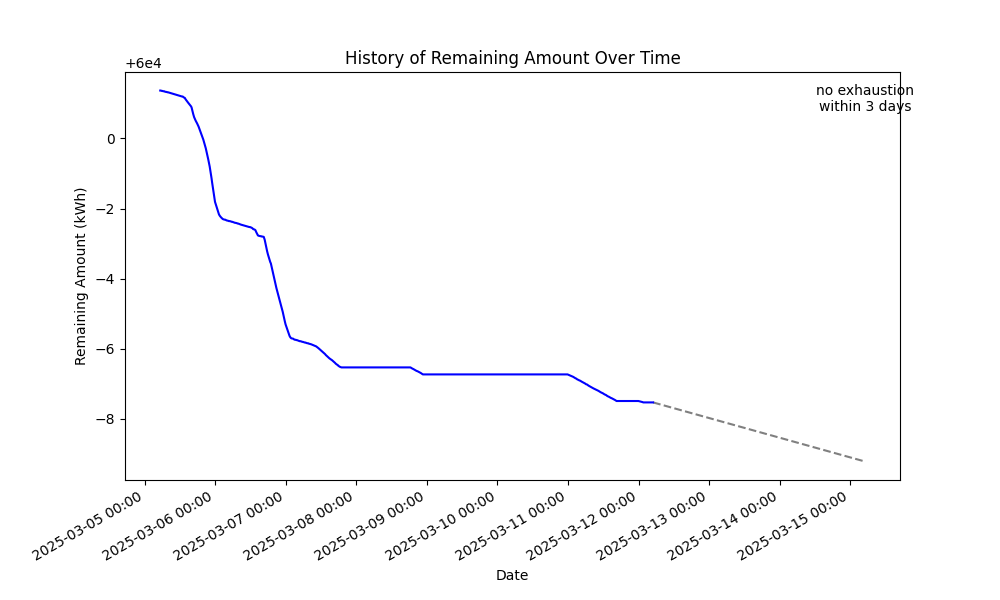 History of Remaining Amount Over Time
+6e4
no exhaustion
within 3 days
0
−2
−4
−6
−8
Remaining Amount (kWh)
2025-03-05 00:00
2025-03-06 00:00
2025-03-07 00:00
2025-03-08 00:00
2025-03-09 00:00
2025-03-10 00:00
2025-03-11 00:00
2025-03-12 00:00
2025-03-13 00:00
2025-03-14 00:00
2025-03-15 00:00
Date